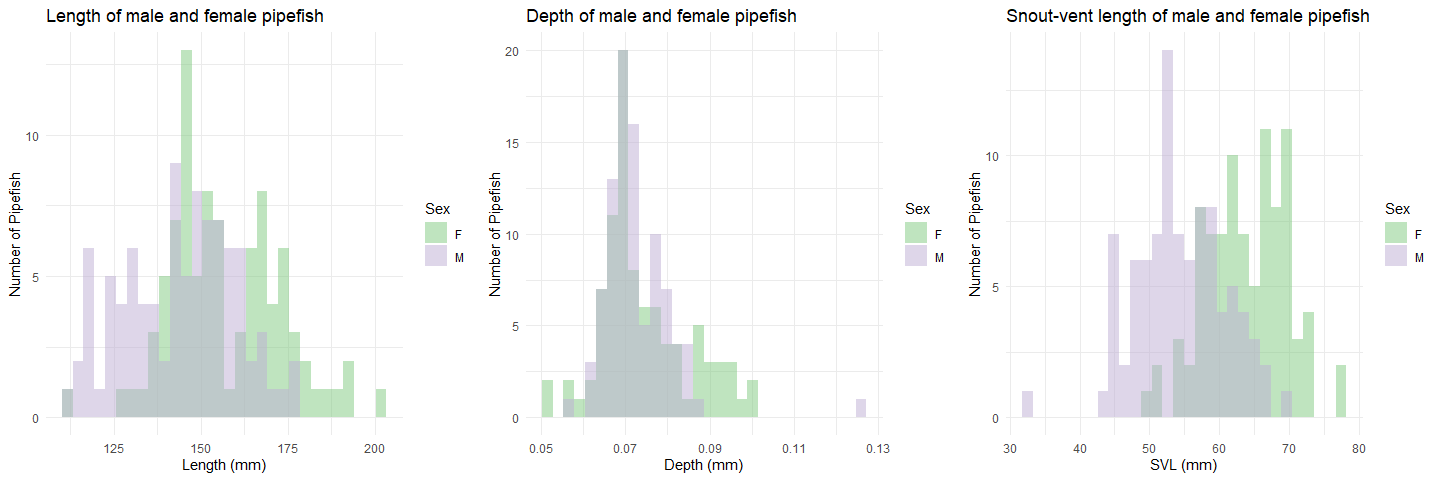 Length of male and female pipefish
Number of Pipefish
10
5
0
125 150 175 200
Length (mm)
Sex
F
M
Depth of male and female pipefish
Number of Pipefish
20
15
10
5
0
0.05 0.07 0.09 0.11 0.13
Depth (mm)
Sex
F
M
Snout-vent length of male and female pipefish
Number of Pipefish
10
5
0
30 40 50 60 70 80
SVL (mm)
Sex
F
M